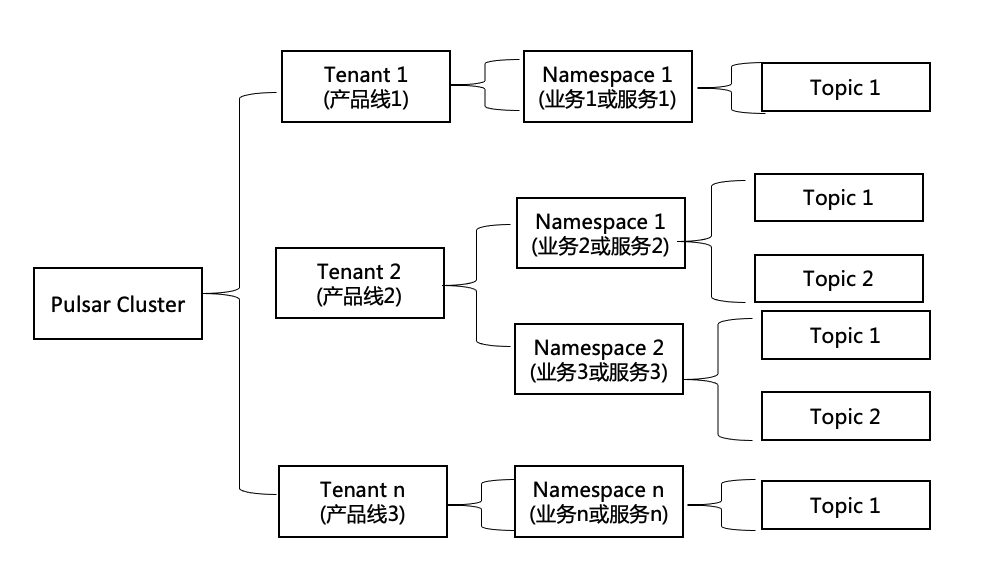 Pulsar Cluster
Tenant 1
(产品线1)
Namespace 1
(业务1或服务1)
Topic 1
Tenant 2
(产品线2)
Namespace 1
(业务2或服务2)
Topic 1
Topic 2
Namespace 2
(业务3或服务3)
Topic 1
Topic 2
Tenant n
(产品线3)
Namespace n
(业务n或服务n)
Topic 1